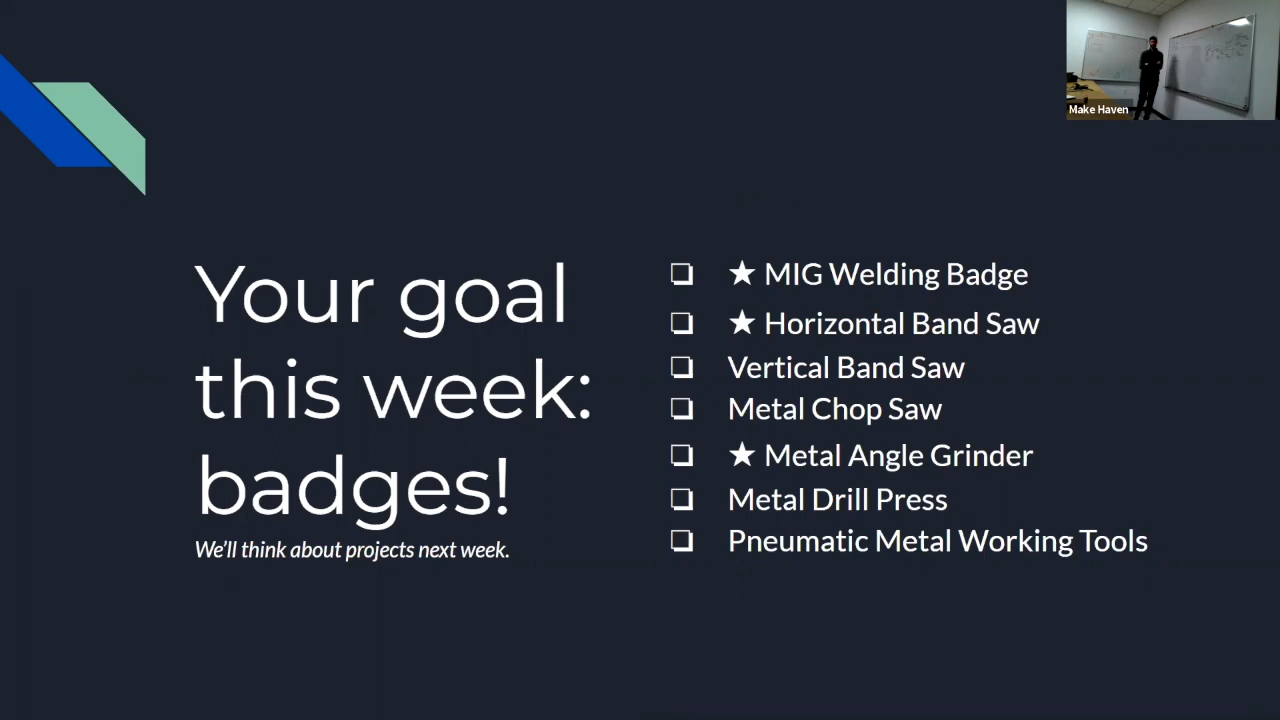 Make Haven
Your goal
this week:
badges!
We'll think about projects next week.
❏ ★ MIG Welding Badge
❏ ★ Horizontal Band Saw
❏ Vertical Band Saw
❏ Metal Chop Saw
❏ ★ Metal Angle Grinder
❏ Metal Drill Press
❏ Pneumatic Metal Working Tools